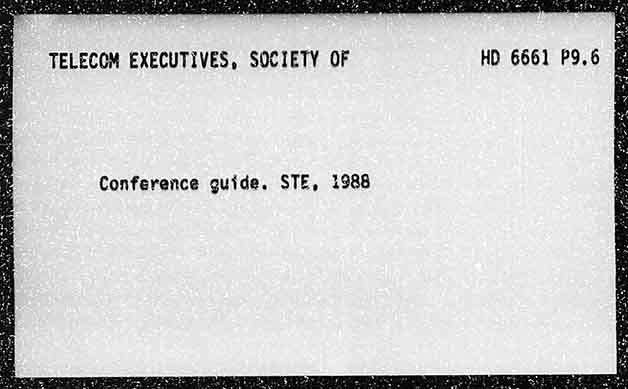 TELECOM EXECUTIVES, SOCIETY OF HD 6661 P9.6
Conference guide. STE, 1988